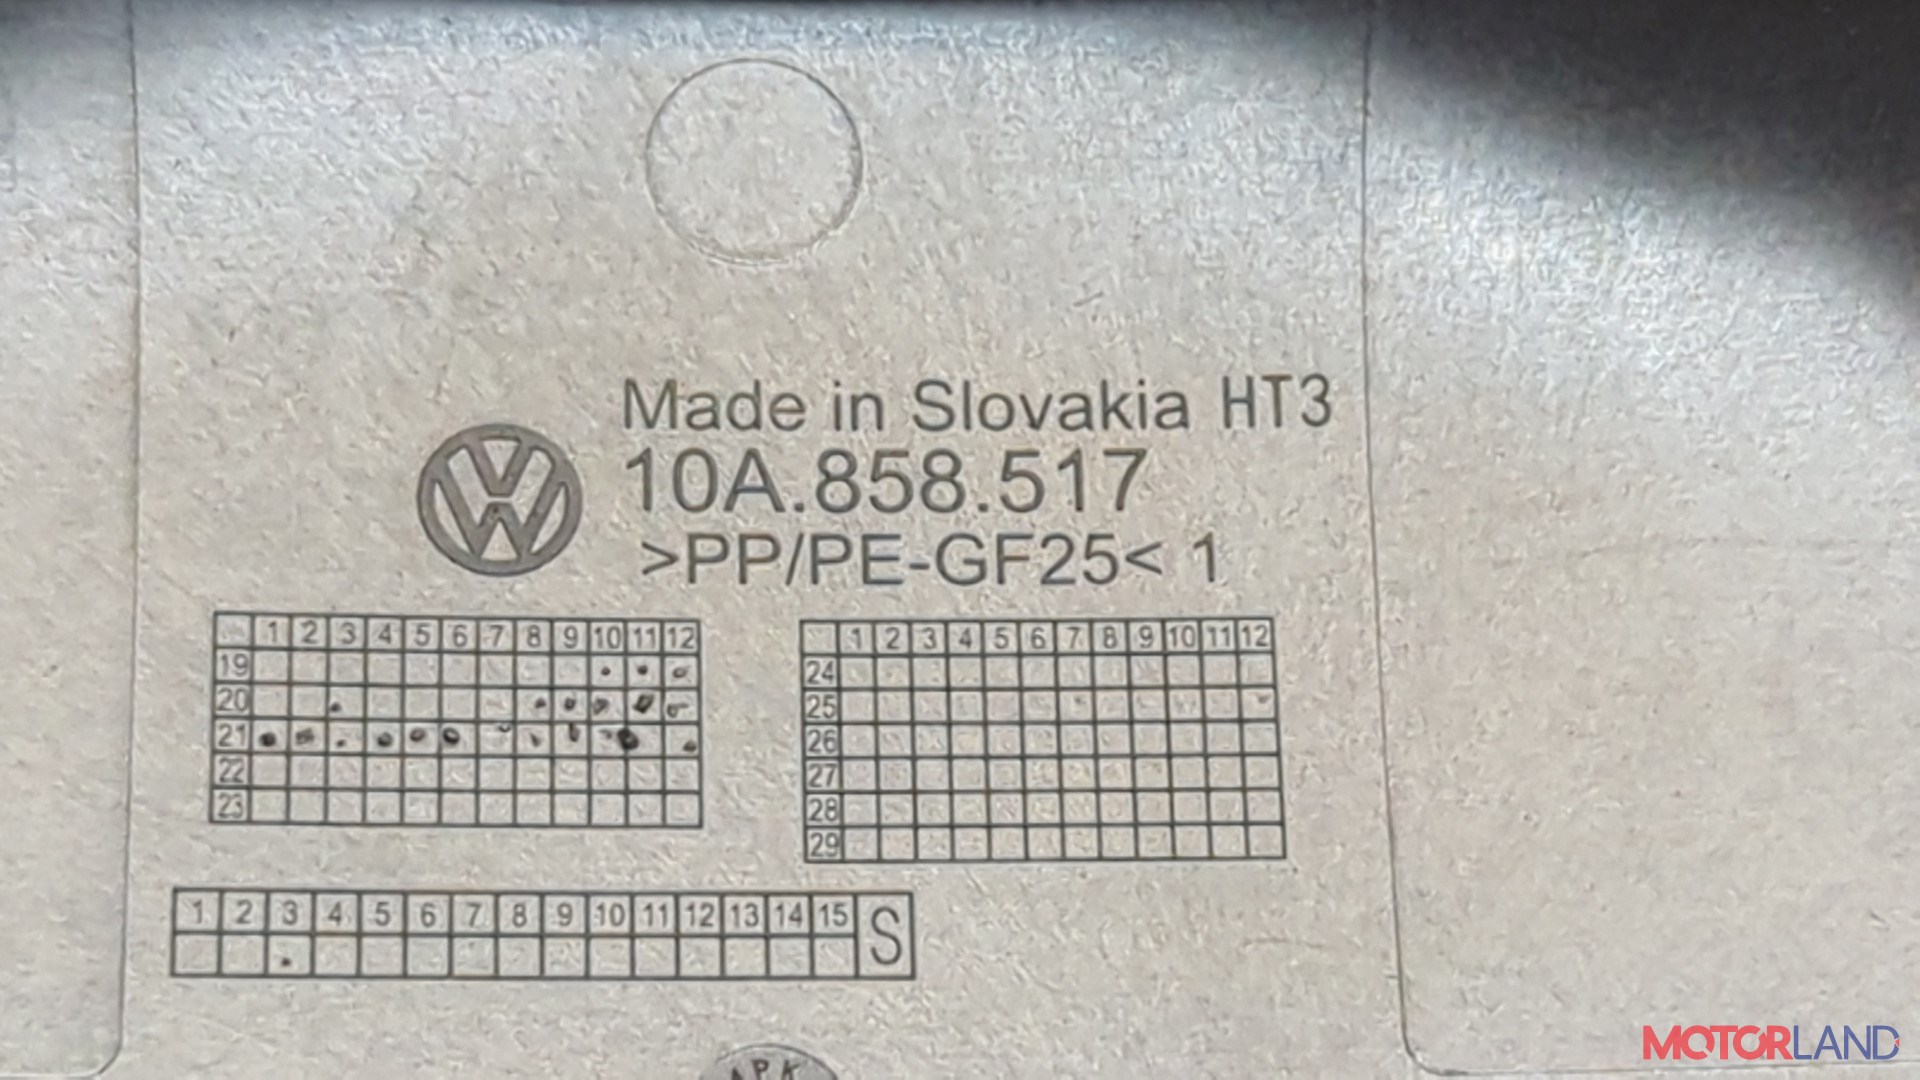 Made in Slovakia HT3
10A.858.517
>PP/PE-GF25< 1
1 2 3 4 5 6 7 8 9 10 11 12
19
20
21
22
23
1 2 3 4 5 6 7 8 9 10 11 12
24
25
26
27
28
29
1 2 3 4 5 6 7 8 9 10 11 12 13 14 15 S
APK
MOTORLAND